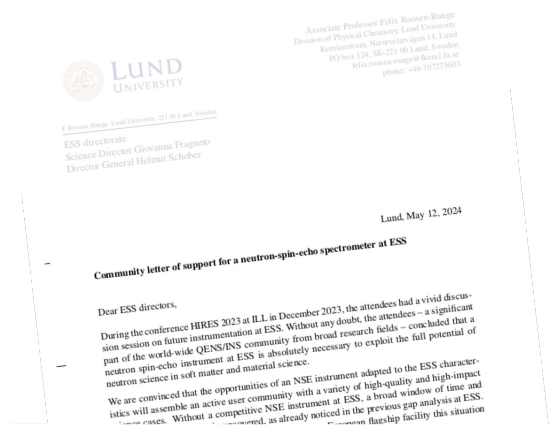 Associate Professor Felix Roosen-Runge
Division of Physical Chemistry, Lund University
Kemicentrum, Naturvetarvägen 14, Lund
PO box 124, SE-221 00 Lund, Sweden
felix.roosen-runge@fkem1.lu.se
phone: +46 707275603
LUND
UNIVERSITY
F. Roosen-Runge, Lund University, 221 00 Lund, Sweden
ESS directorate
Science Director Giovanna Fragneto
Director General Helmut Schober
Lund, May 12, 2024
Community letter of support for a neutron-spin-echo spectrometer at ESS
Dear ESS directors,
During the conference HIRES 2023 at ILL in December 2023, the attendees had a vivid discus-
sion session on future instrumentation at ESS. Without any doubt, the attendees – a significant
part of the world-wide QENS/INS community from broad research fields – concluded that a
neutron spin-echo instrument at ESS is absolutely necessary to exploit the full potential of
neutron science in soft matter and material science.
We are convinced that the opportunities of an NSE instrument adapted to the ESS character-
istics will assemble an active user community with a variety of high-quality and high-impact
science cases. Without a competitive NSE instrument at ESS, a broad window of time and
as already noticed in the previous gap analysis at ESS.
flagship facility this situation